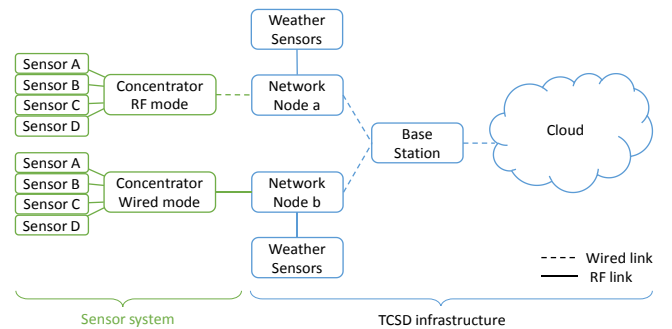 Weather
Sensors
Sensor A
Sensor B
Sensor C
Sensor D
Concentrator
RF mode
Network
Node a
Base
Station
Cloud
Sensor A
Sensor B
Sensor C
Sensor D
Concentrator
Wired mode
Network
Node b
Weather
Sensors
Wired link
RF link
Sensor system
TCSD infrastructure